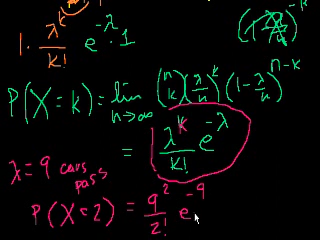 1 · λ^k / k! e^-λ · 1
P(X=k) = lim n→∞ (n k) (λ/n)^k (1 - λ/n)^n-k
= λ^k / k! e^-λ
λ = 9 cars
pass
P(X=2) = 9^2 / 2! e^-9